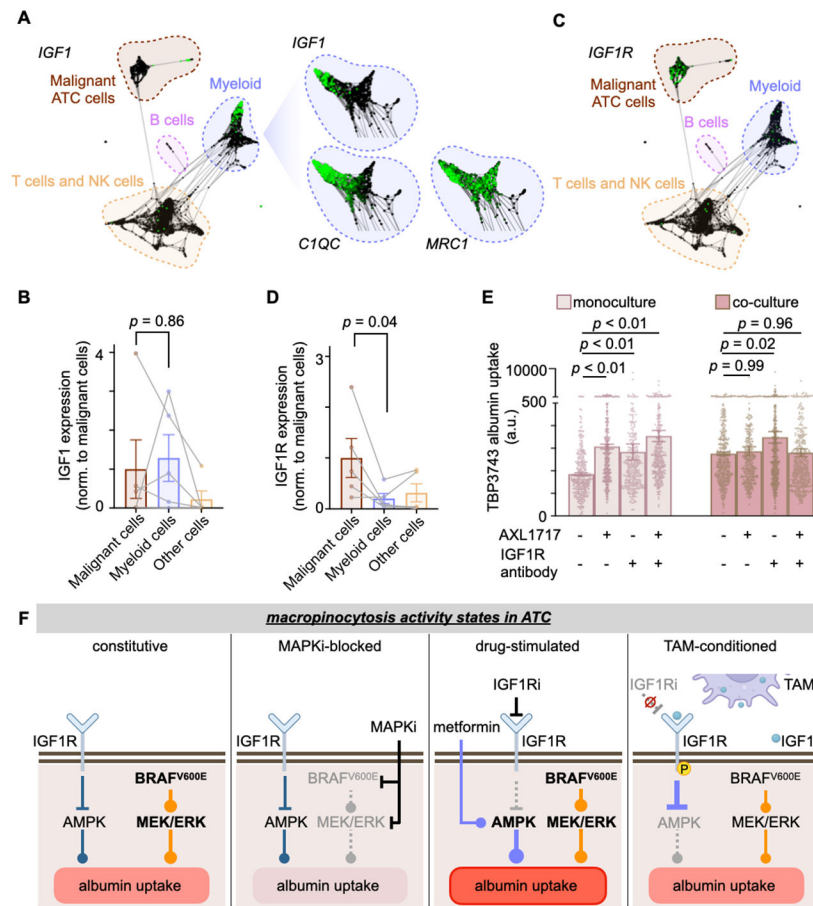 A
IGF1
Malignant
ATC cells
Myeloid
B cells
T cells and NK cells
IGF1
C1QC
MRC1
C
IGF1R
Malignant
ATC cells
Myeloid
B cells
T cells and NK cells
B
p = 0.86
IGF1 expression
(norm. to malignant cells)
4
2
0
Malignant cells
Myeloid cells
Other cells
D
p = 0.04
IGF1R expression
(norm. to malignant cells)
3
0
Malignant cells
Myeloid cells
Other cells
E
monoculture
co-culture
p < 0.01
p < 0.01
p < 0.01
p = 0.96
p = 0.02
p = 0.99
TBP3743 albumin uptake
(a.u.)
10000
500
0
AXL1717 - + - + - + - +
IGF1R
antibody - - + + - - + +
F
macropinocytosis activity states in ATC
constitutive
IGF1R
BRAFV600E
AMPK
MEK/ERK
albumin uptake
MAPKi-blocked
MAPKi
IGF1R
BRAFV600E
AMPK
MEK/ERK
albumin uptake
drug-stimulated
IGF1Ri
metformin
IGF1R
BRAFV600E
AMPK
MEK/ERK
albumin uptake
TAM-conditioned
IGF1Ri
TAM
IGF1R
IGF1
P
BRAFV600E
AMPK
MEK/ERK
albumin uptake